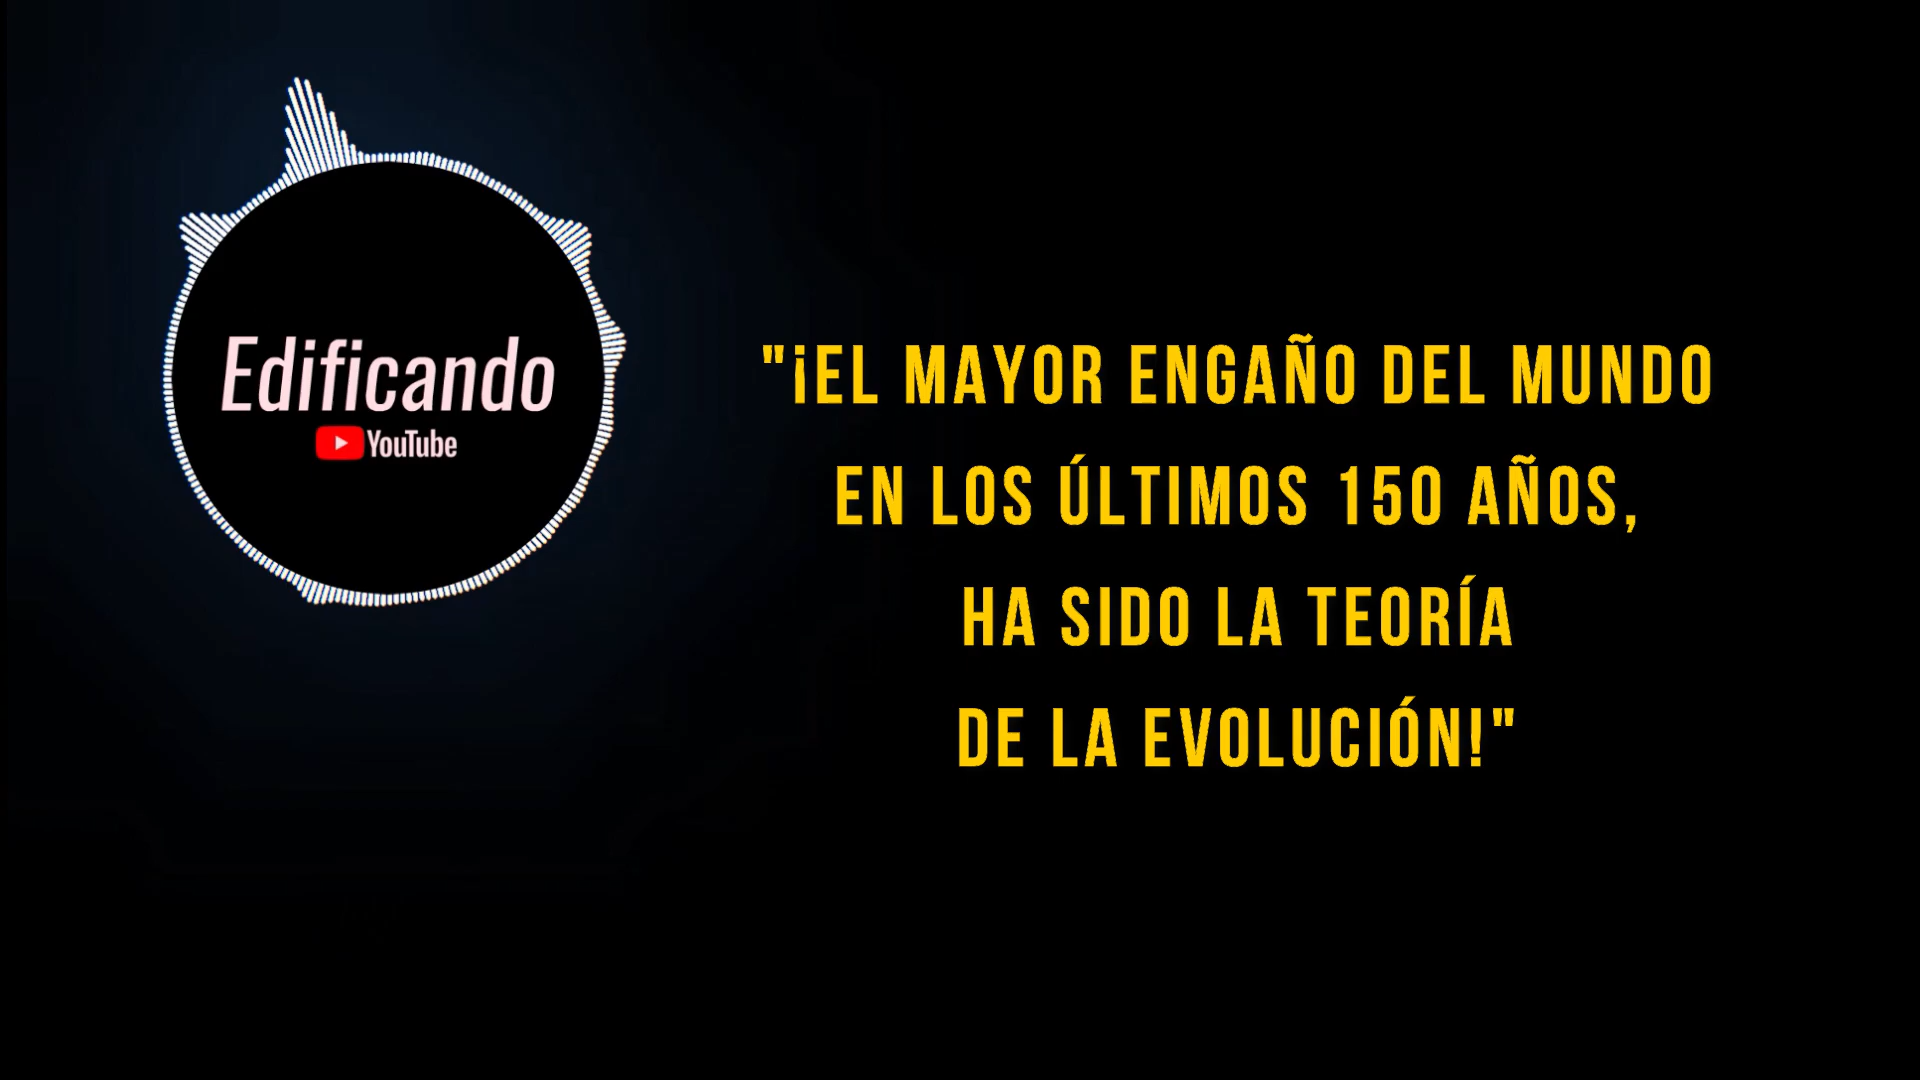 Edificando
YouTube
"¡EL MAYOR ENGAÑO DEL MUNDO
EN LOS ÚLTIMOS 150 AÑOS,
HA SIDO LA TEORÍA
DE LA EVOLUCIÓN!"